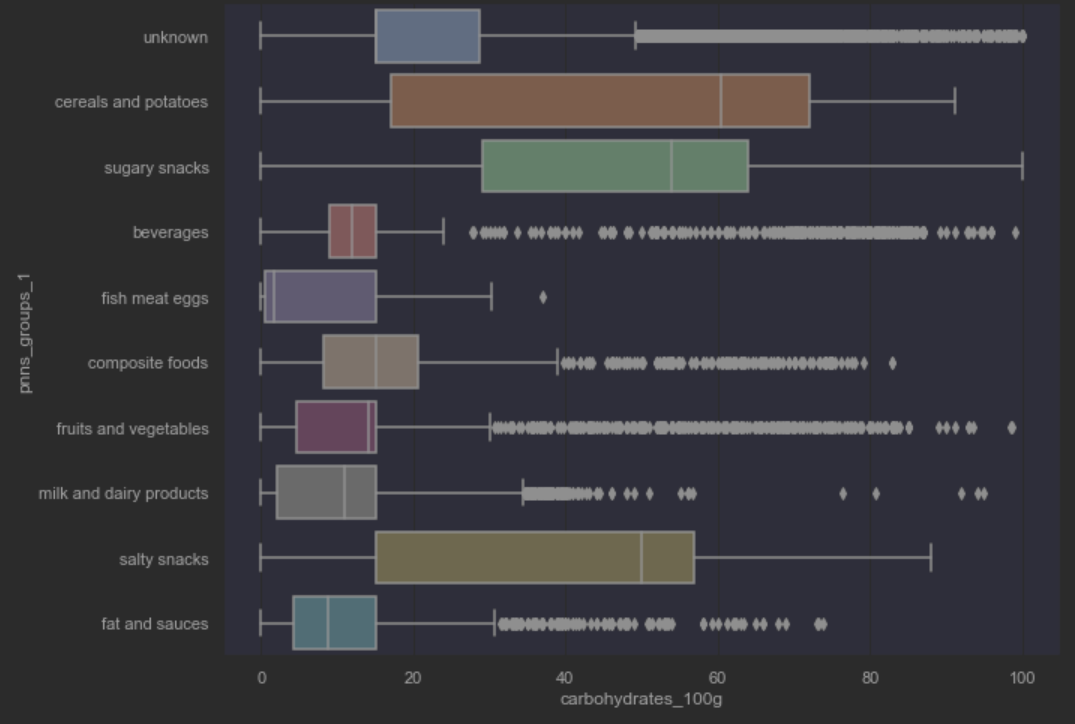 unknown
cereals and potatoes
sugary snacks
beverages
fish meat eggs
composite foods
fruits and vegetables
milk and dairy products
salty snacks
fat and sauces
pnns_groups_1
0 20 40 60 80 100
carbohydrates_100g